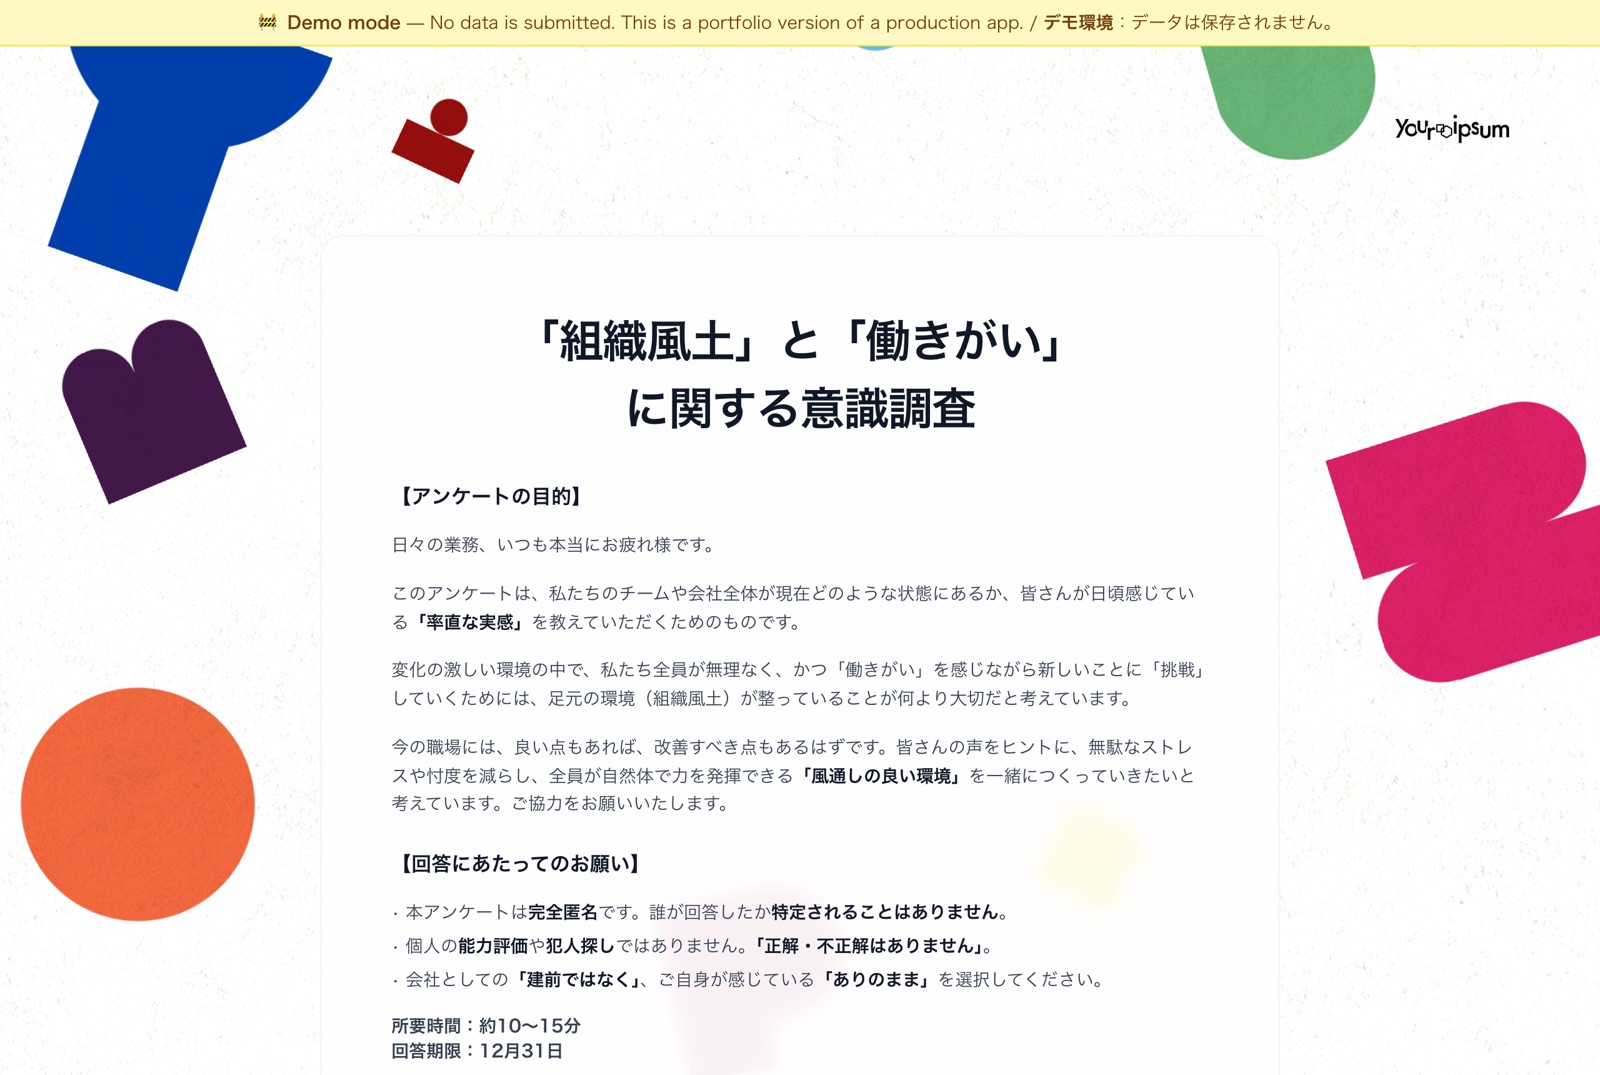 🚧 Demo mode — No data is submitted. This is a portfolio version of a production app. / デモ環境：データは保存されません。
Your ipsum
「組織風土」と「働きがい」
に関する意識調査
【アンケートの目的】
日々の業務、いつも本当にお疲れ様です。
このアンケートは、私たちのチームや会社全体が現在どのような状態にあるか、皆さんが日頃感じてい
る「率直な実感」を教えていただくためのものです。
変化の激しい環境の中で、私たち全員が無理なく、かつ「働きがい」を感じながら新しいことに「挑戦」
していくためには、足元の環境（組織風土）が整っていることが何より大切だと考えています。
今の職場には、良い点もあれば、改善すべき点もあるはずです。皆さんの声をヒントに、無駄なストレ
スや忖度を減らし、全員が自然体で力を発揮できる「風通しの良い環境」を一緒につくっていきたいと
考えています。ご協力をお願いいたします。
【回答にあたってのお願い】
・本アンケートは完全匿名です。誰が回答したか特定されることはありません。
・個人の能力評価や犯人探しではありません。「正解・不正解はありません」。
・会社としての「建前ではなく」、ご自身が感じている「ありのまま」を選択してください。
所要時間：約10〜15分
回答期限：12月31日